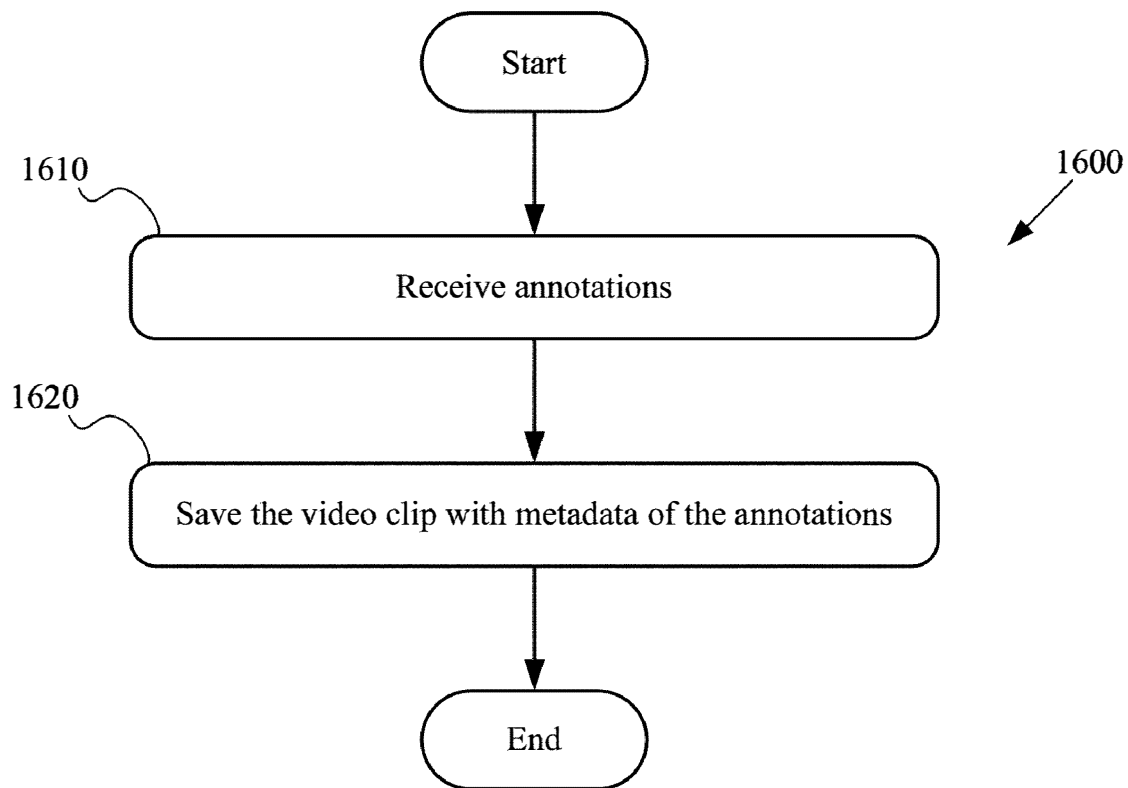 Start
1610
1600
Receive annotations
1620
Save the video clip with metadata of the annotations
End